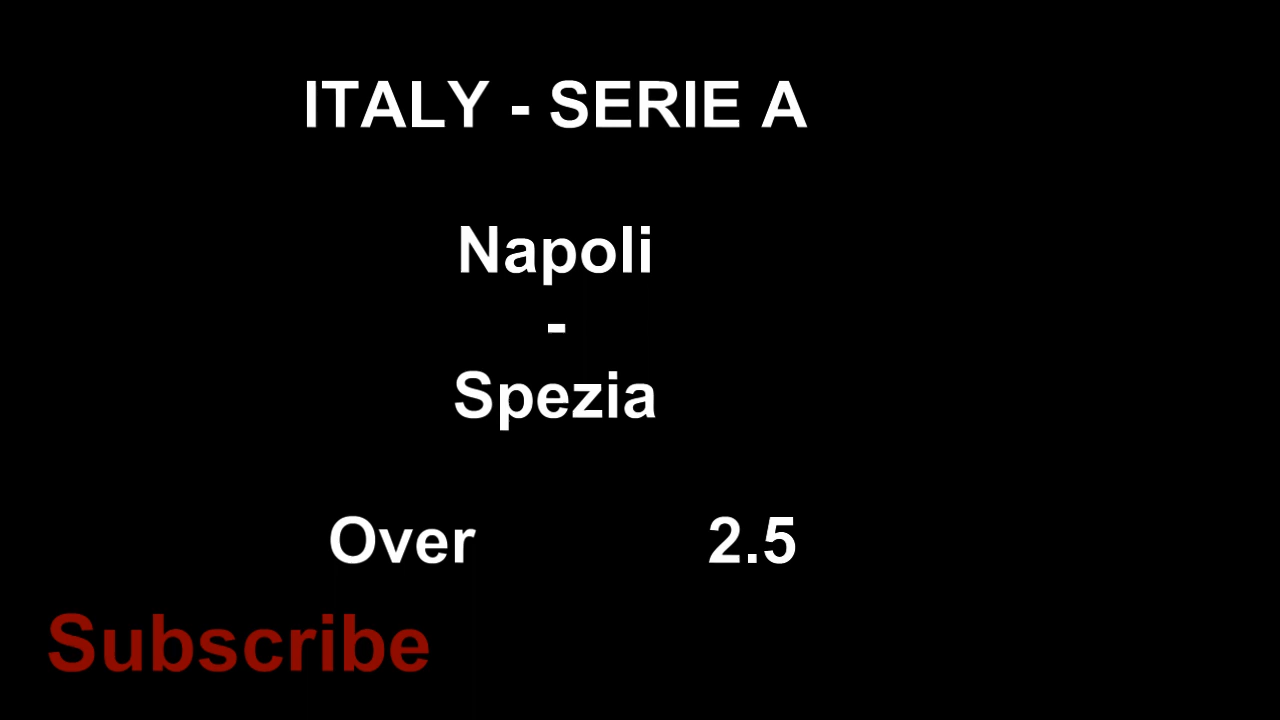 ITALY - SERIE A
Napoli
-
Spezia
Over 2.5
Subscribe